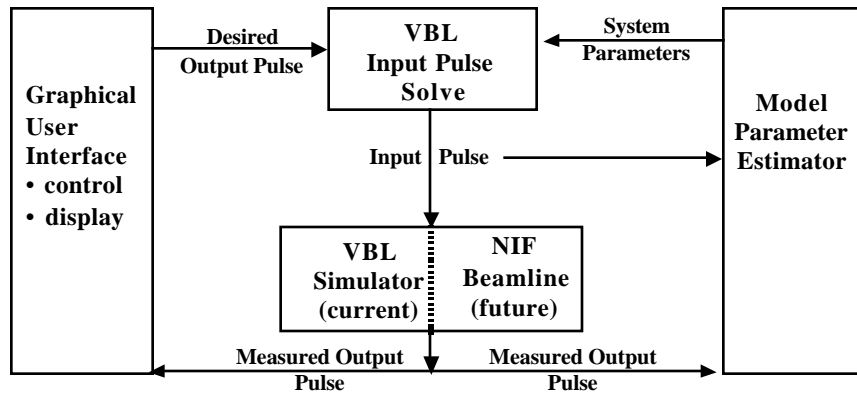 Graphical
User
Interface
• control
• display
Desired
Output Pulse
VBL
Input Pulse
Solve
System
Parameters
Model
Parameter
Estimator
Input Pulse
VBL
Simulator
(current)
NIF
Beamline
(future)
Measured Output
Pulse
Measured Output
Pulse